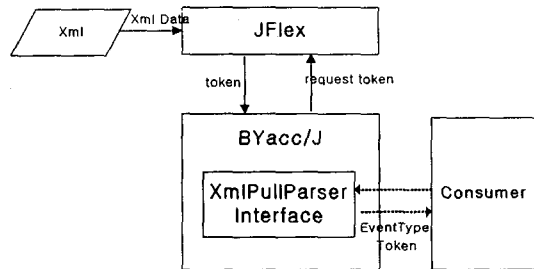 Xml
Xml Data
JFlex
token
request token
BYacc/J
XmlPullParser
Interface
Consumer
EventType
Token